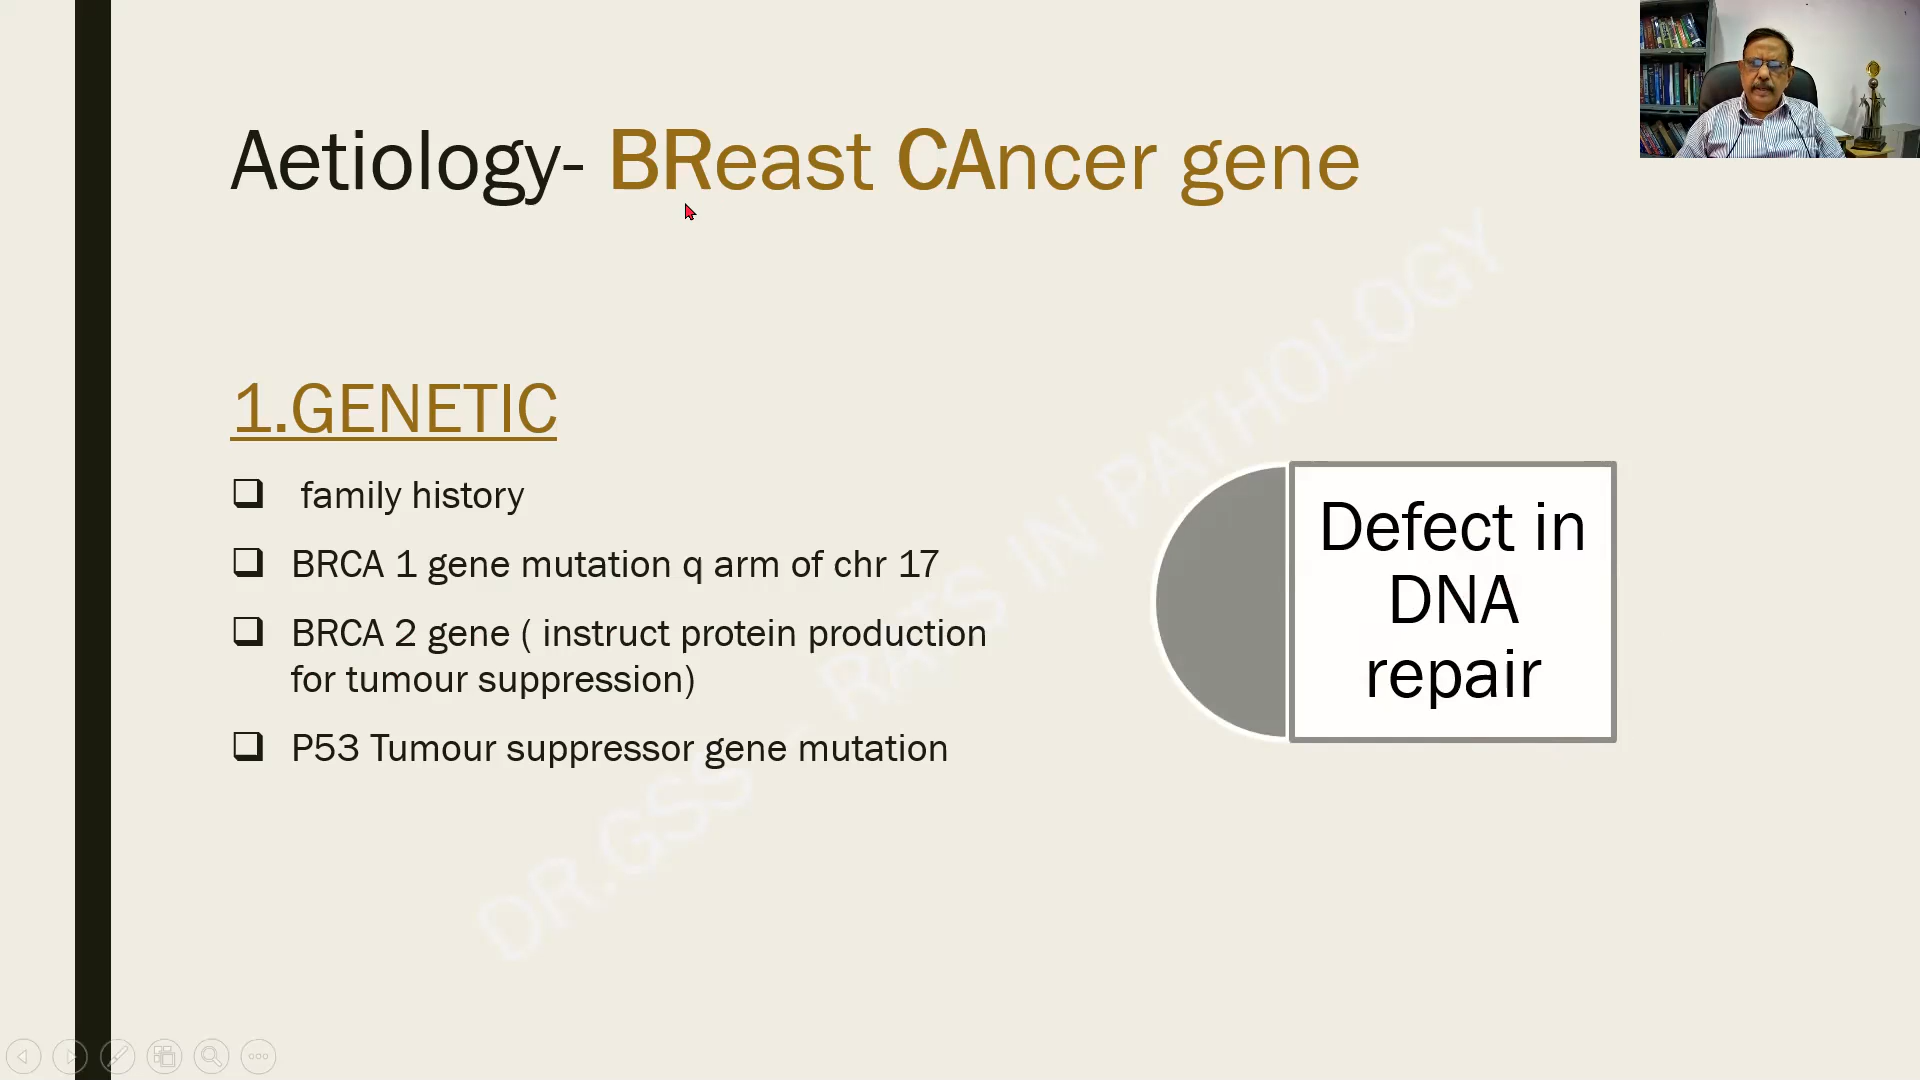 Aetiology- BReast CAncer gene
1.GENETIC
family history
BRCA 1 gene mutation q arm of chr 17
BRCA 2 gene ( instruct protein production
for tumour suppression)
P53 Tumour suppressor gene mutation
Defect in
DNA
repair
DR.GSS - RATS IN PATHOLOGY